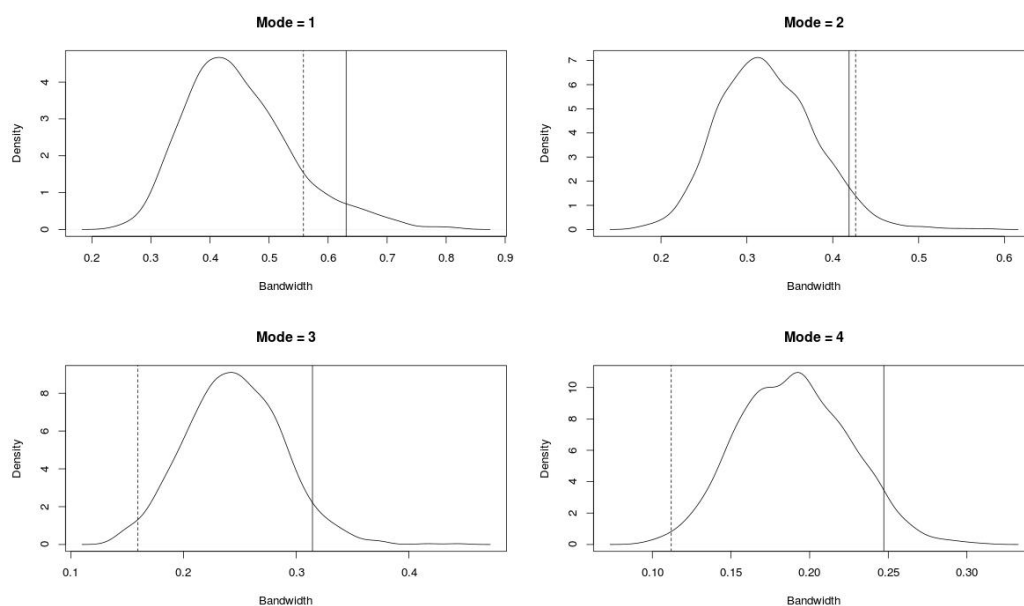 Mode = 1
Density
0 1 2 3 4
0.2 0.3 0.4 0.5 0.6 0.7 0.8 0.9
Bandwidth
Mode = 2
Density
0 1 2 3 4 5 6 7
0.2 0.3 0.4 0.5 0.6
Bandwidth
Mode = 3
Density
0 2 4 6 8
0.1 0.2 0.3 0.4
Bandwidth
Mode = 4
Density
0 2 4 6 8 10
0.10 0.15 0.20 0.25 0.30
Bandwidth